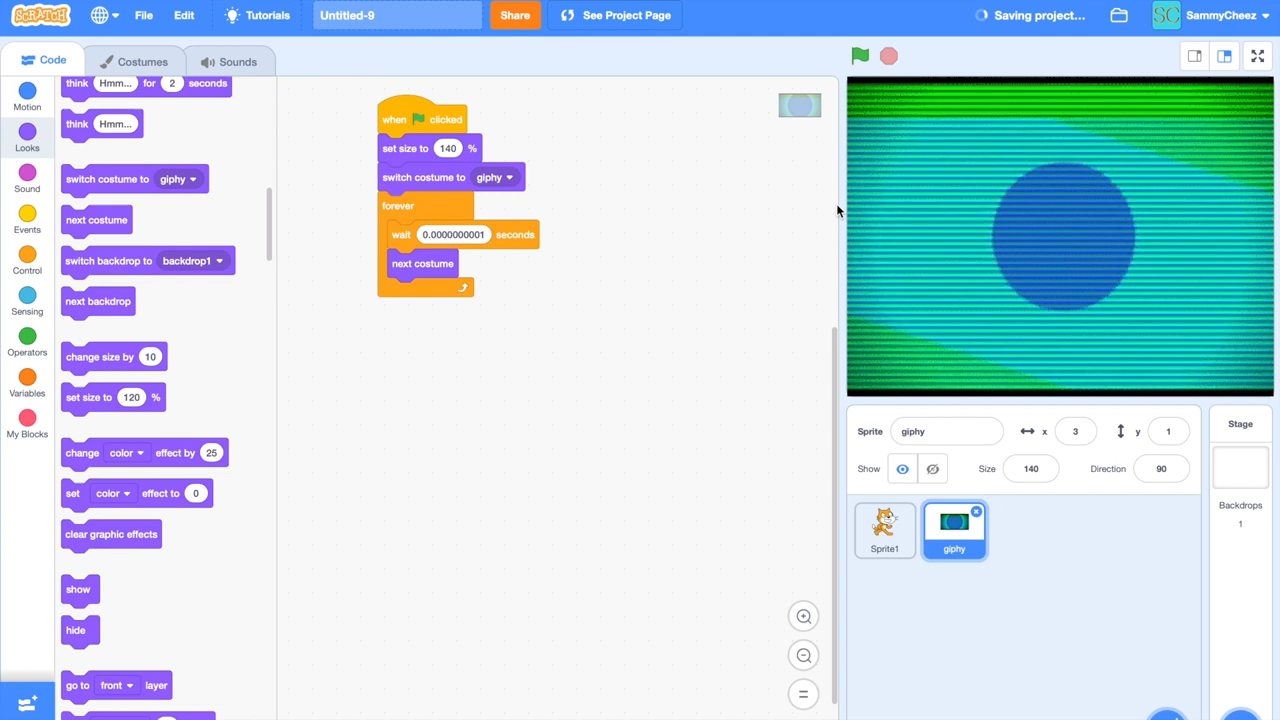 SCRATCH File Edit Tutorials Untitled-9 Share See Project Page Saving project... SC SammyCheez
Code Costumes Sounds
Motion
Looks
Sound
Events
Control
Sensing
Operators
Variables
My Blocks
think Hmm... for 2 seconds
think Hmm...
switch costume to giphy
next costume
switch backdrop to backdrop1
next backdrop
change size by 10
set size to 120 %
change color effect by 25
set color effect to 0
clear graphic effects
show
hide
go to front layer
when clicked
set size to 140 %
switch costume to giphy
forever
wait 0.0000000001 seconds
next costume
Sprite giphy x 3 y 1
Show Size 140 Direction 90
Sprite1
giphy
Stage
Backdrops
1